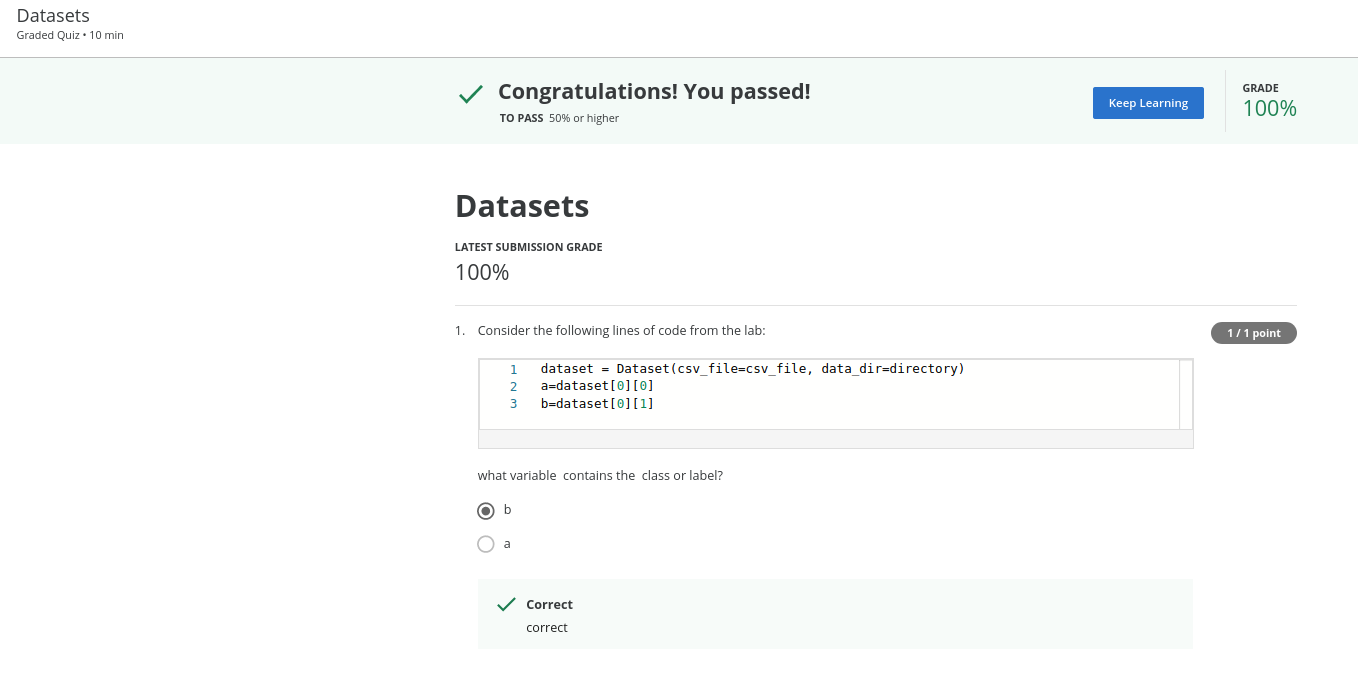 Datasets
Graded Quiz • 10 min
Congratulations! You passed!
TO PASS 50% or higher
Keep Learning
GRADE
100%
Datasets
LATEST SUBMISSION GRADE
100%
1. Consider the following lines of code from the lab:
1 / 1 point
1 dataset = Dataset(csv_file=csv_file, data_dir=directory)
2 a=dataset[0][0]
3 b=dataset[0][1]
what variable  contains the  class or label?
b
a
Correct
correct